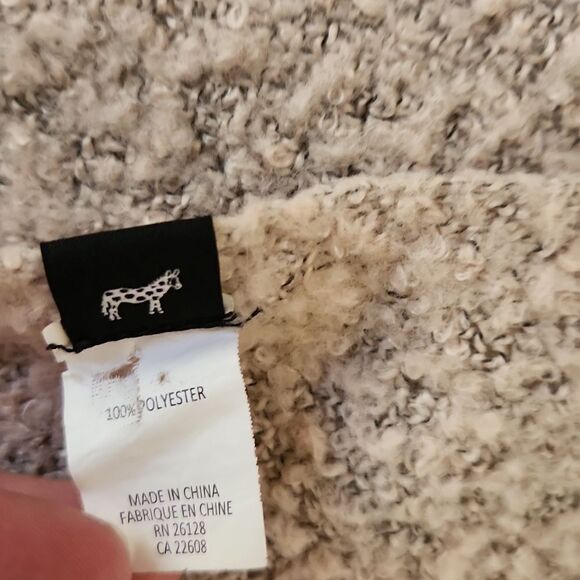 100% POLYESTER
MADE IN CHINA
FABRIQUE EN CHINE
RN 26128
CA 22608